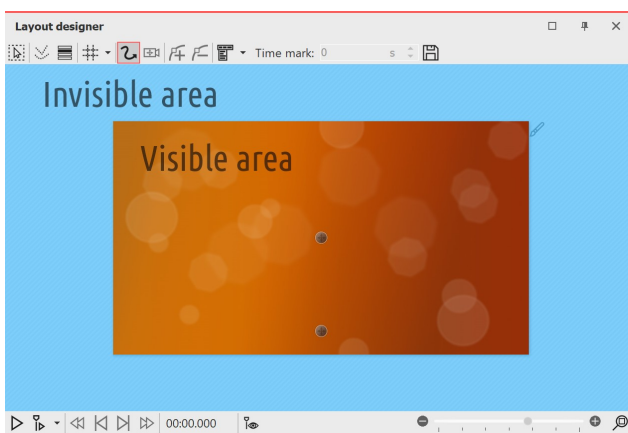 Layout designer
Time mark: 0 s
Invisible area
Visible area
00:00.000